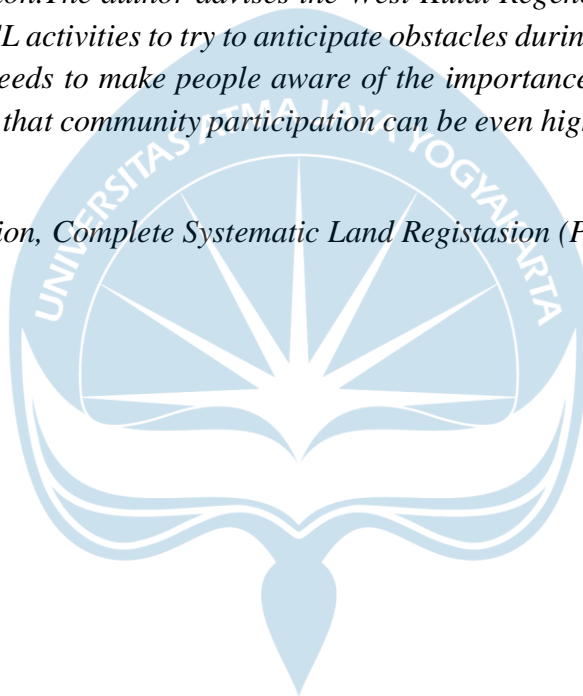 on.The author advises the West Kutai Regen
L activities to try to anticipate obstacles durin
eeds to make people aware of the importance
that community participation can be even hig
UNIVERSITAS ATMA JAYA YOGYAKARTA
ion, Complete Systematic Land Registasion (P